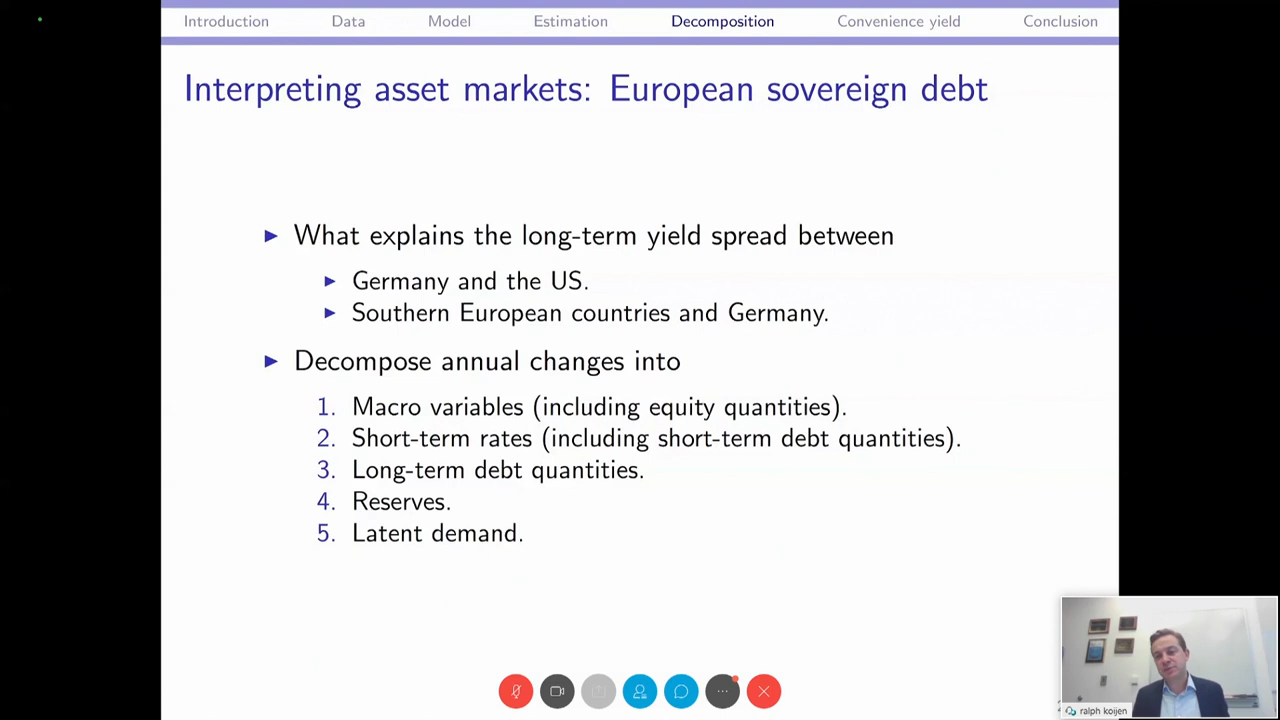 Introduction Data Model Estimation Decomposition Convenience yield Conclusion
Interpreting asset markets: European sovereign debt
What explains the long-term yield spread between
Germany and the US.
Southern European countries and Germany.
Decompose annual changes into
1. Macro variables (including equity quantities).
2. Short-term rates (including short-term debt quantities).
3. Long-term debt quantities.
4. Reserves.
5. Latent demand.
ralph koijen